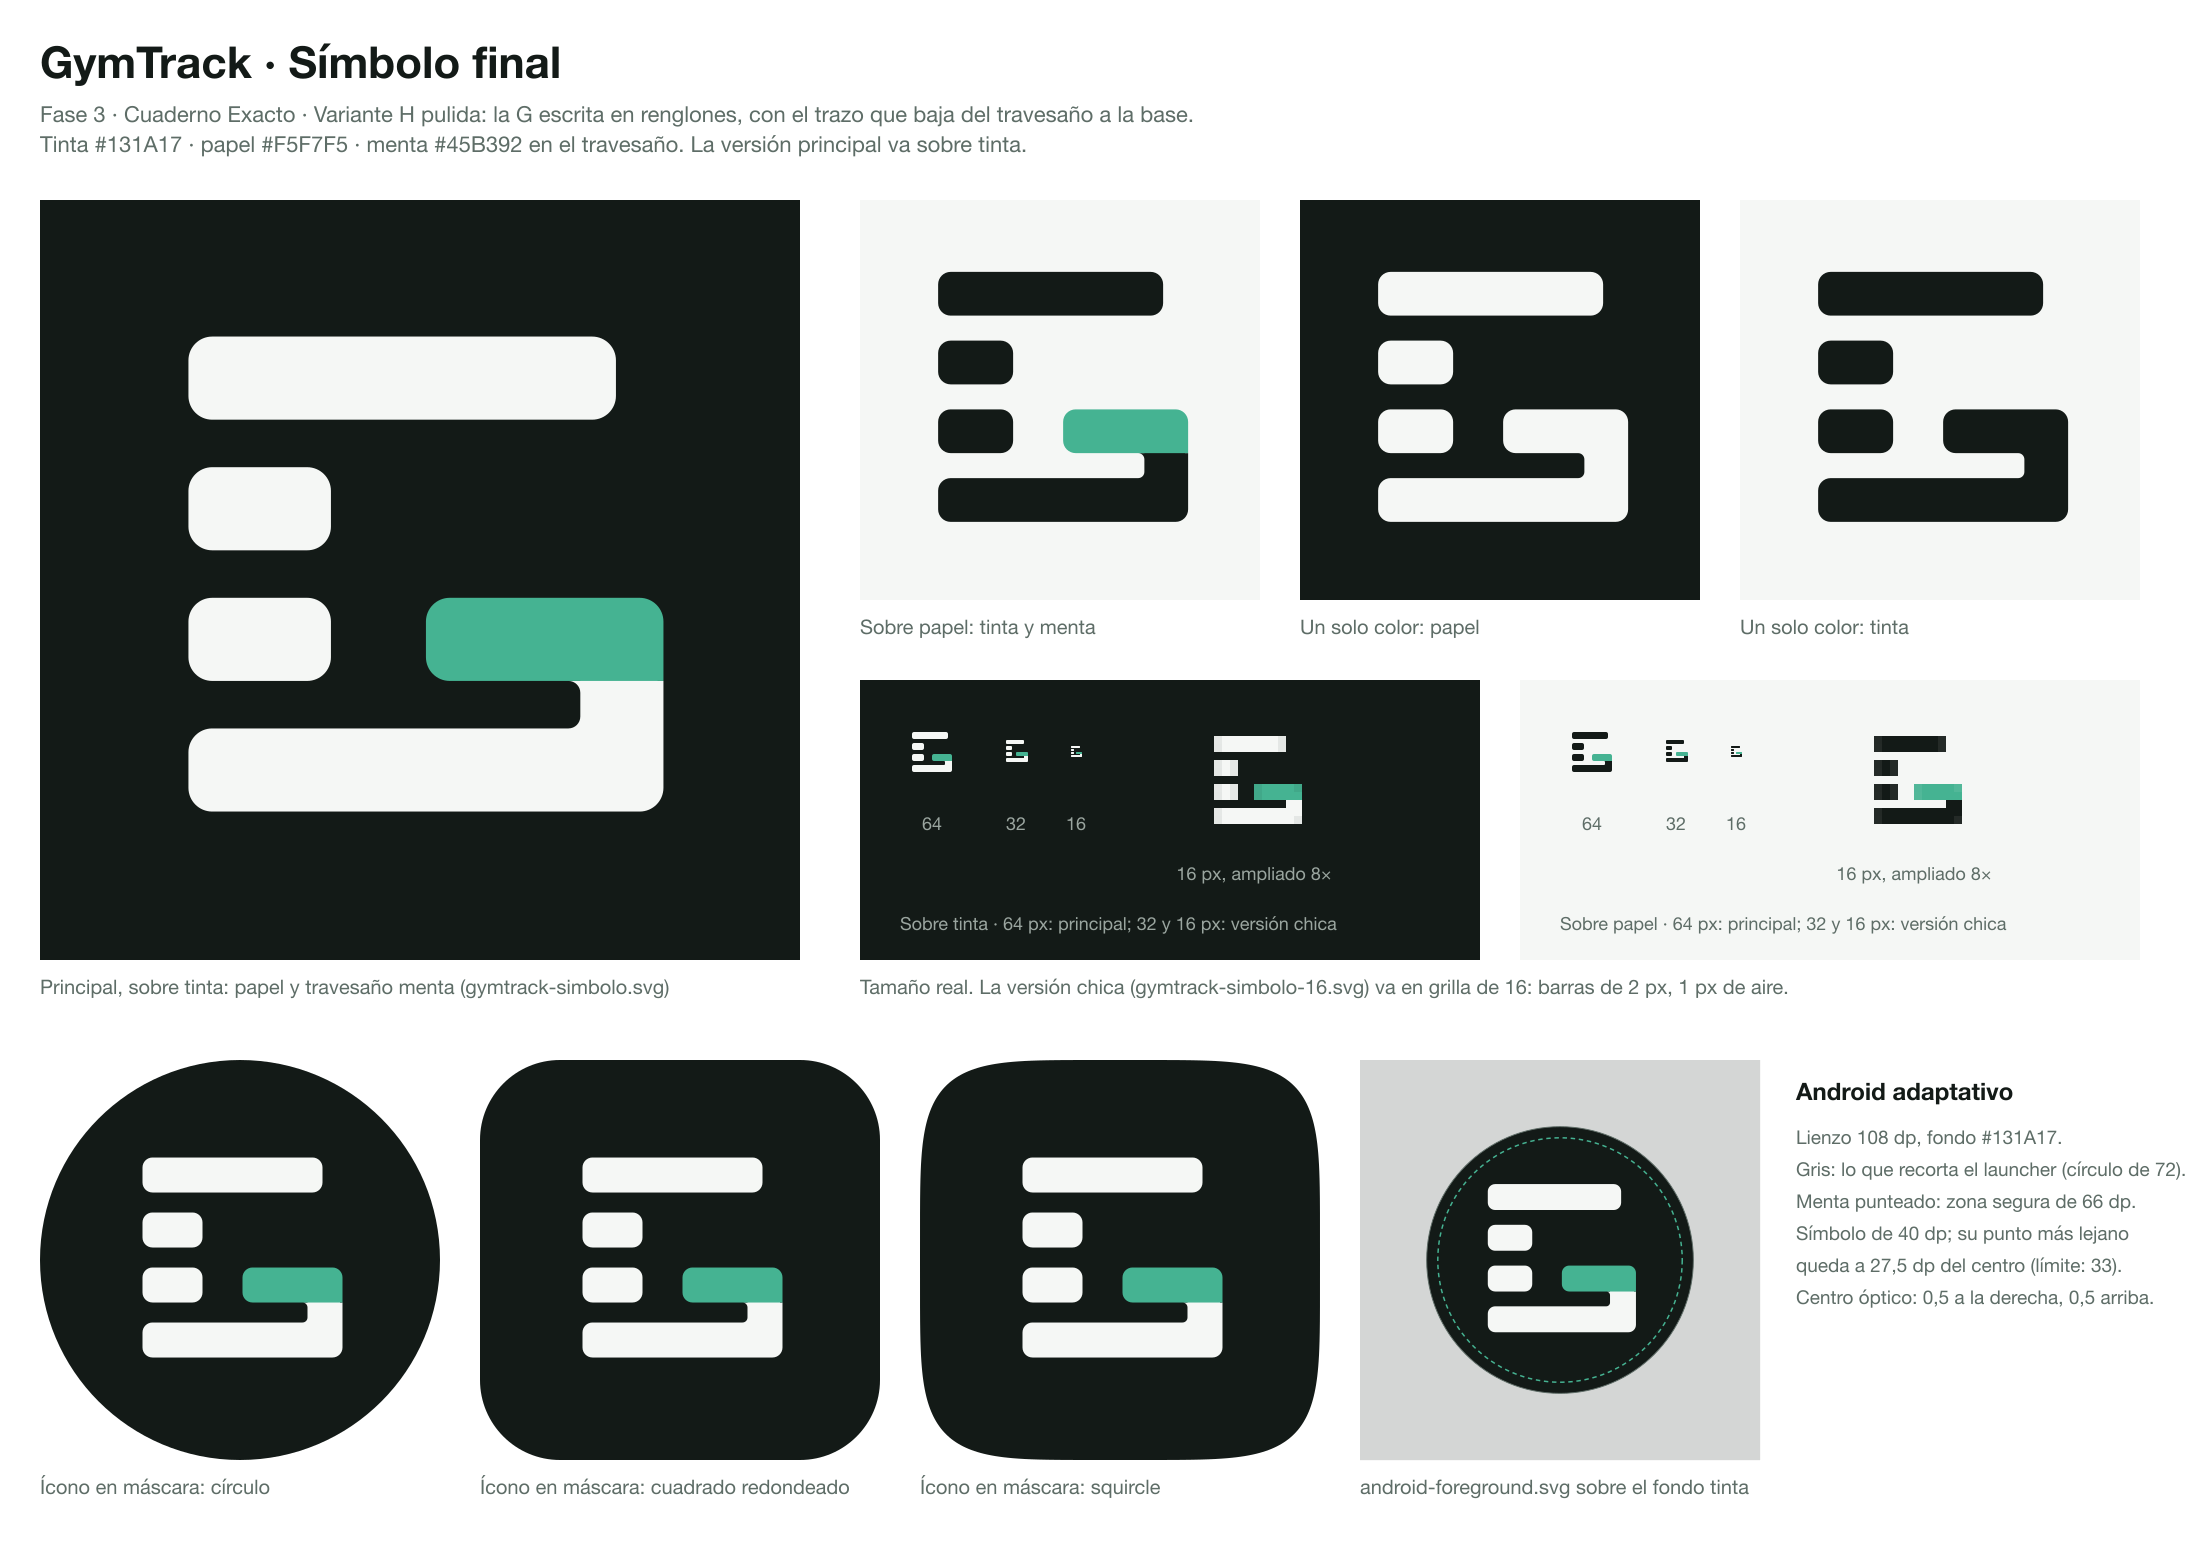 GymTrack · Símbolo final
Fase 3 · Cuaderno Exacto · Variante H pulida: la G escrita en renglones, con el trazo que baja del travesaño a la base.
Tinta #131A17 · papel #F5F7F5 · menta #45B392 en el travesaño. La versión principal va sobre tinta.
Sobre papel: tinta y menta
Un solo color: papel
Un solo color: tinta
64
32
16
16 px, ampliado 8×
Sobre tinta · 64 px: principal; 32 y 16 px: versión chica
64
32
16
16 px, ampliado 8×
Sobre papel · 64 px: principal; 32 y 16 px: versión chica
Principal, sobre tinta: papel y travesaño menta (gymtrack-simbolo.svg)
Tamaño real. La versión chica (gymtrack-simbolo-16.svg) va en grilla de 16: barras de 2 px, 1 px de aire.
Android adaptativo
Lienzo 108 dp, fondo #131A17.
Gris: lo que recorta el launcher (círculo de 72).
Menta punteado: zona segura de 66 dp.
Símbolo de 40 dp; su punto más lejano
queda a 27,5 dp del centro (límite: 33).
Centro óptico: 0,5 a la derecha, 0,5 arriba.
Ícono en máscara: círculo
Ícono en máscara: cuadrado redondeado
Ícono en máscara: squircle
android-foreground.svg sobre el fondo tinta